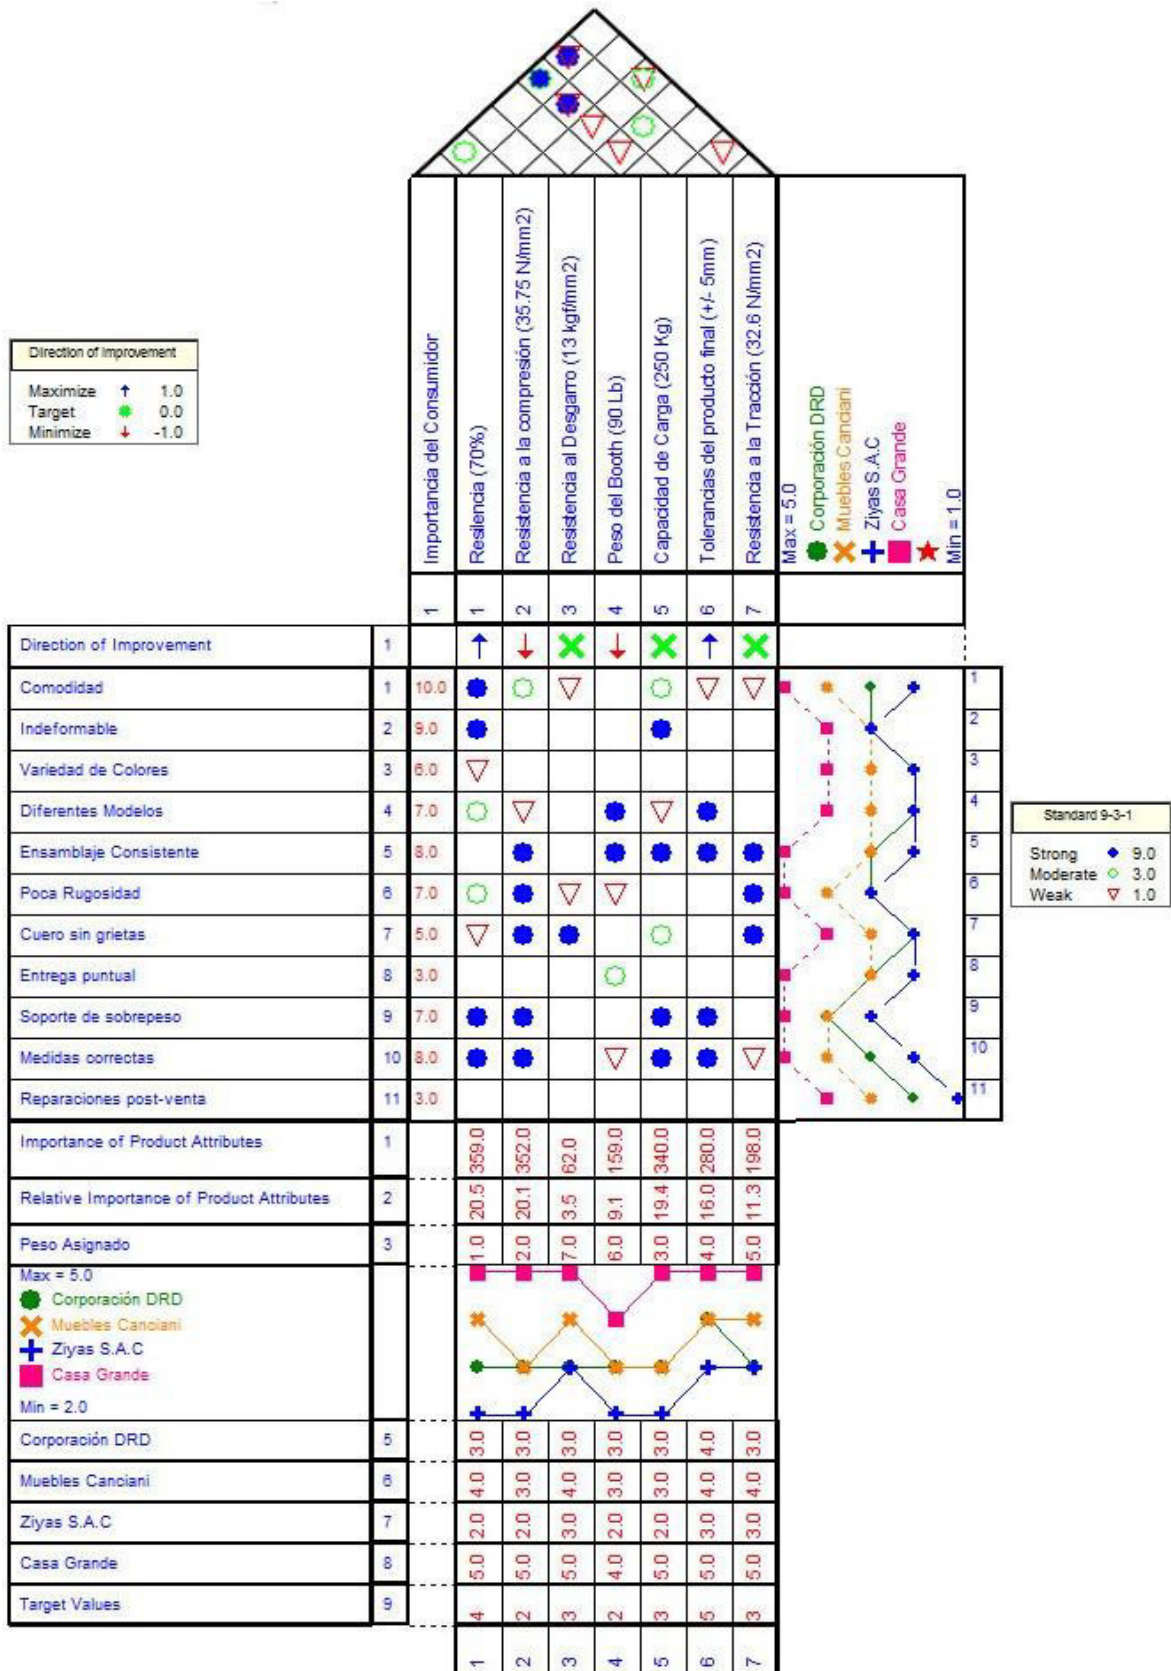 Direction of Improvement
Maximize 1.0
Target 0.0
Minimize -1.0
Importancia del Consumidor
Resiliencia (70%)
Resistencia a la compresión (35.75 N/mm2)
Resistencia al Desgarro (13 kgf/mm2)
Peso del Booth (90 Lb)
Capacidad de Carga (250 Kg)
Tolerancias del producto final (+/- 5mm)
Resistencia a la Tracción (32.6 N/mm2)
Max = 5.0
Corporación DRD
Muebles Canciani
Ziyas S.A.C
Casa Grande
Min = 1.0
1 1 2 3 4 5 6 7
Direction of Improvement 1
Comodidad 1 10.0 1
Indeformable 2 9.0 2
Variedad de Colores 3 6.0 3
Diferentes Modelos 4 7.0 4
Ensamblaje Consistente 5 8.0 5
Poca Rugosidad 6 7.0 6
Cuero sin grietas 7 5.0 7
Entrega puntual 8 3.0 8
Soporte de sobrepeso 9 7.0 9
Medidas correctas 10 8.0 10
Reparaciones post-venta 11 3.0 11
Standard 9-3-1
Strong 9.0
Moderate 3.0
Weak 1.0
Importance of Product Attributes 1 359.0 352.0 62.0 159.0 340.0 280.0 198.0
Relative Importance of Product Attributes 2 20.5 20.1 3.5 9.1 19.4 16.0 11.3
Peso Asignado 3 1.0 2.0 7.0 6.0 3.0 4.0 5.0
Max = 5.0
Corporación DRD
Muebles Canciani
Ziyas S.A.C
Casa Grande
Min = 2.0
Corporación DRD 5 3.0 3.0 3.0 3.0 3.0 4.0 3.0
Muebles Canciani 6 4.0 3.0 4.0 3.0 3.0 4.0 4.0
Ziyas S.A.C 7 2.0 2.0 3.0 2.0 2.0 3.0 3.0
Casa Grande 8 5.0 5.0 5.0 4.0 5.0 5.0 5.0
Target Values 9 4 2 3 2 3 5 3
1 2 3 4 5 6 7